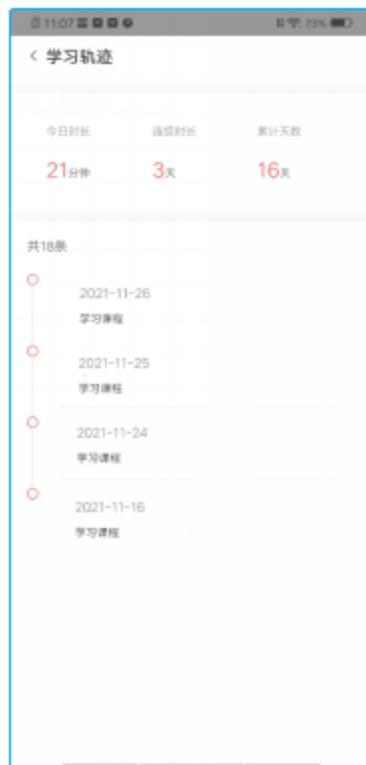 11:07 73%
学习轨迹
今日时长 连续时长 累计天数
21分钟 3天 16天
共18条
2021-11-26
学习课程
2021-11-25
学习课程
2021-11-24
学习课程
2021-11-16
学习课程